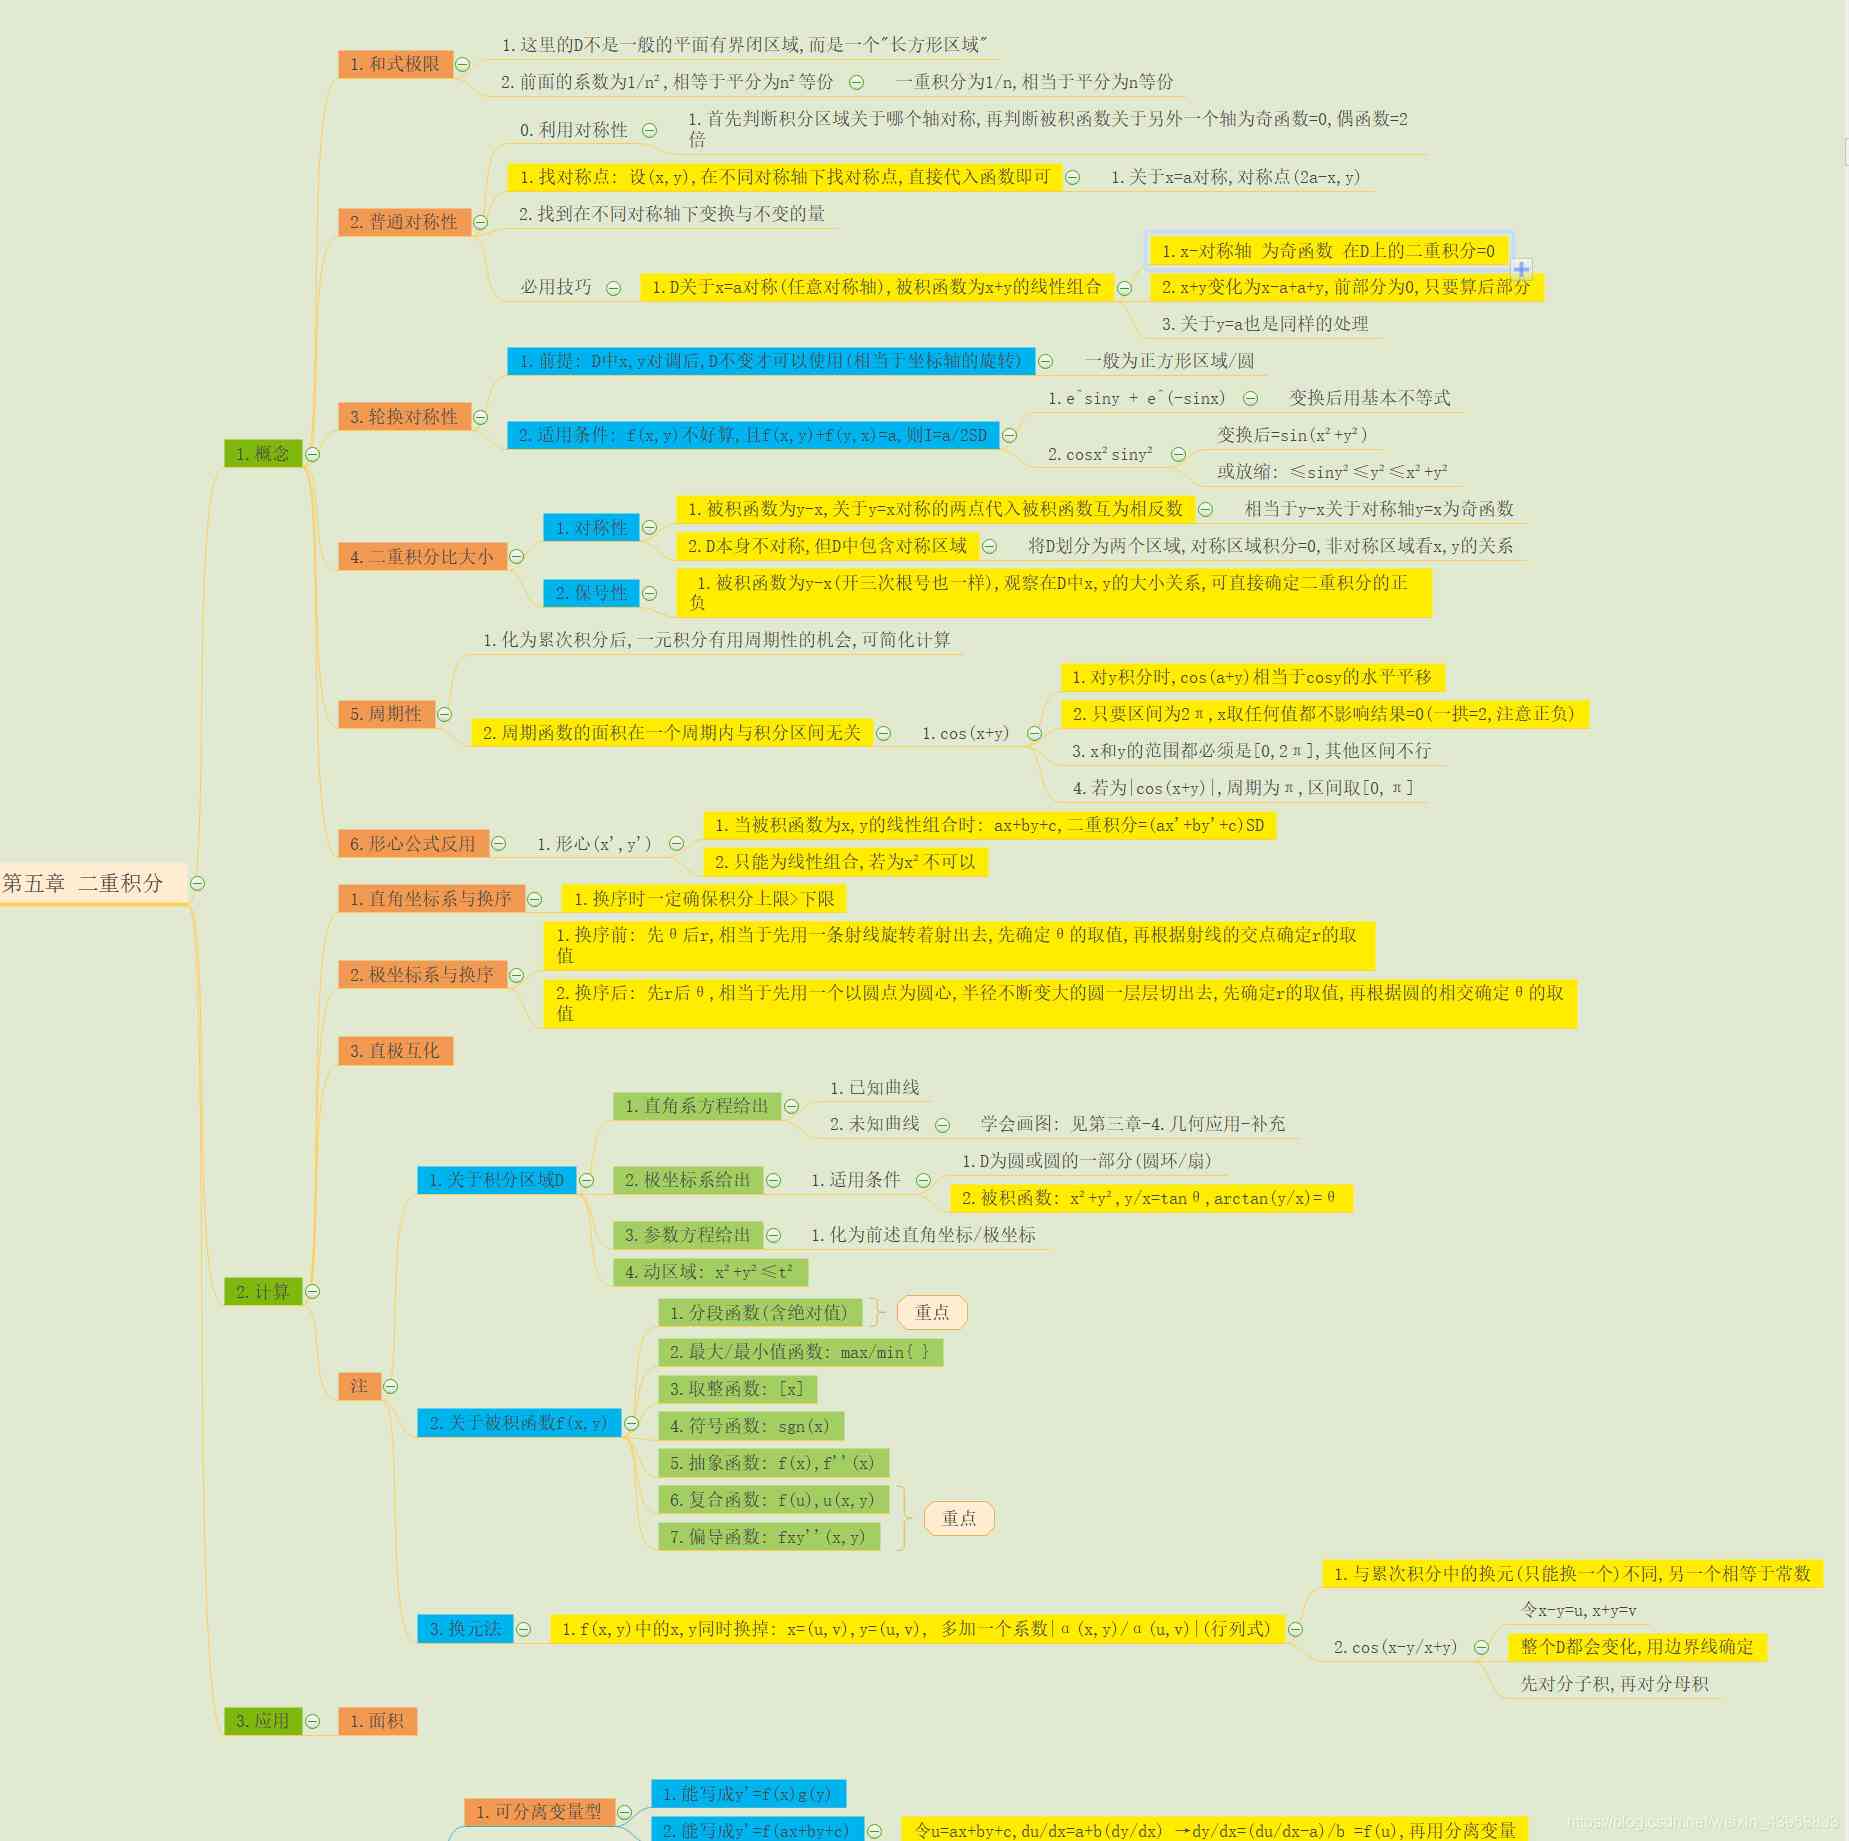 第五章 二重积分
1.概念
1.和式极限
1.这里的D不是一般的平面有界闭区域,而是一个"长方形区域"
2.前面的系数为1/n²,相等于平分为n²等份
一重积分为1/n,相当于平分为n等份
2.普通对称性
0.利用对称性
1.首先判断积分区域关于哪个轴对称,再判断被积函数关于另外一个轴为奇函数=0,偶函数=2
倍
1.找对称点: 设(x,y),在不同对称轴下找对称点,直接代入函数即可
1.关于x=a对称,对称点(2a-x,y)
2.找到在不同对称轴下变换与不变的量
必用技巧
1.D关于x=a对称(任意对称轴),被积函数为x+y的线性组合
1.x-对称轴 为奇函数 在D上的二重积分=0
2.x+y变化为x-a+a+y,前部分为0,只要算后部分
3.关于y=a也是同样的处理
3.轮换对称性
1.前提: D中x,y对调后,D不变才可以使用(相当于坐标轴的旋转)
一般为正方形区域/圆
2.适用条件: f(x,y)不好算,且f(x,y)+f(y,x)=a,则I=a/2SD
1.e^siny + e^(-sinx)
变换后用基本不等式
2.cosx²siny²
变换后=sin(x²+y²)
或放缩: ≤siny²≤y²≤x²+y²
4.二重积分比大小
1.对称性
1.被积函数为y-x,关于y=x对称的两点代入被积函数互为相反数
相当于y-x关于对称轴y=x为奇函数
2.D本身不对称,但D中包含对称区域
将D划分为两个区域,对称区域积分=0,非对称区域看x,y的关系
2.保号性
1.被积函数为y-x(开三次根号也一样),观察在D中x,y的大小关系,可直接确定二重积分的正
负
5.周期性
1.化为累次积分后,一元积分有用周期性的机会,可简化计算
2.周期函数的面积在一个周期内与积分区间无关
1.cos(x+y)
1.对y积分时,cos(a+y)相当于cosy的水平平移
2.只要区间为2π,x取任何值都不影响结果=0(一拱=2,注意正负)
3.x和y的范围都必须是[0,2π],其他区间不行
4.若为|cos(x+y)|,周期为π,区间取[0,π]
6.形心公式反用
1.形心(x',y')
1.当被积函数为x,y的线性组合时: ax+by+c,二重积分=(ax'+by'+c)SD
2.只能为线性组合,若为x²不可以
2.计算
1.直角坐标系与换序
1.换序时一定确保积分上限>下限
2.极坐标系与换序
1.换序前: 先θ后r,相当于先用一条射线旋转着射出去,先确定θ的取值,再根据射线的交点确定r的取
值
2.换序后: 先r后θ,相当于先用一个以圆点为圆心,半径不断变大的圆一层层切出去,先确定r的取值,再根据圆的相交确定θ的取
值
3.直极互化
注
1.关于积分区域D
1.直角系方程给出
1.已知曲线
2.未知曲线
学会画图: 见第三章-4.几何应用-补充
2.极坐标系给出
1.适用条件
1.D为圆或圆的一部分(圆环/扇)
2.被积函数: x²+y²,y/x=tanθ,arctan(y/x)=θ
3.参数方程给出
1.化为前述直角坐标/极坐标
4.动区域: x²+y²≤t²
2.关于被积函数f(x,y)
1.分段函数(含绝对值)
重点
2.最大/最小值函数: max/min{ }
3.取整函数: [x]
4.符号函数: sgn(x)
5.抽象函数: f(x),f''(x)
6.复合函数: f(u),u(x,y)
7.偏导函数: fxy''(x,y)
重点
3.换元法
1.f(x,y)中的x,y同时换掉: x=(u,v),y=(u,v), 多加一个系数|α(x,y)/α(u,v)|(行列式)
1.与累次积分中的换元(只能换一个)不同,另一个相等于常数
2.cos(x-y/x+y)
令x-y=u,x+y=v
整个D都会变化,用边界线确定
先对分子积,再对分母积
3.应用
1.面积
1.可分离变量型
1.能写成y'=f(x)g(y)
2.能写成y'=f(ax+by+c)
令u=ax+by+c,du/dx=a+b(dy/dx) →dy/dx=(du/dx-a)/b =f(u),再用分离变量